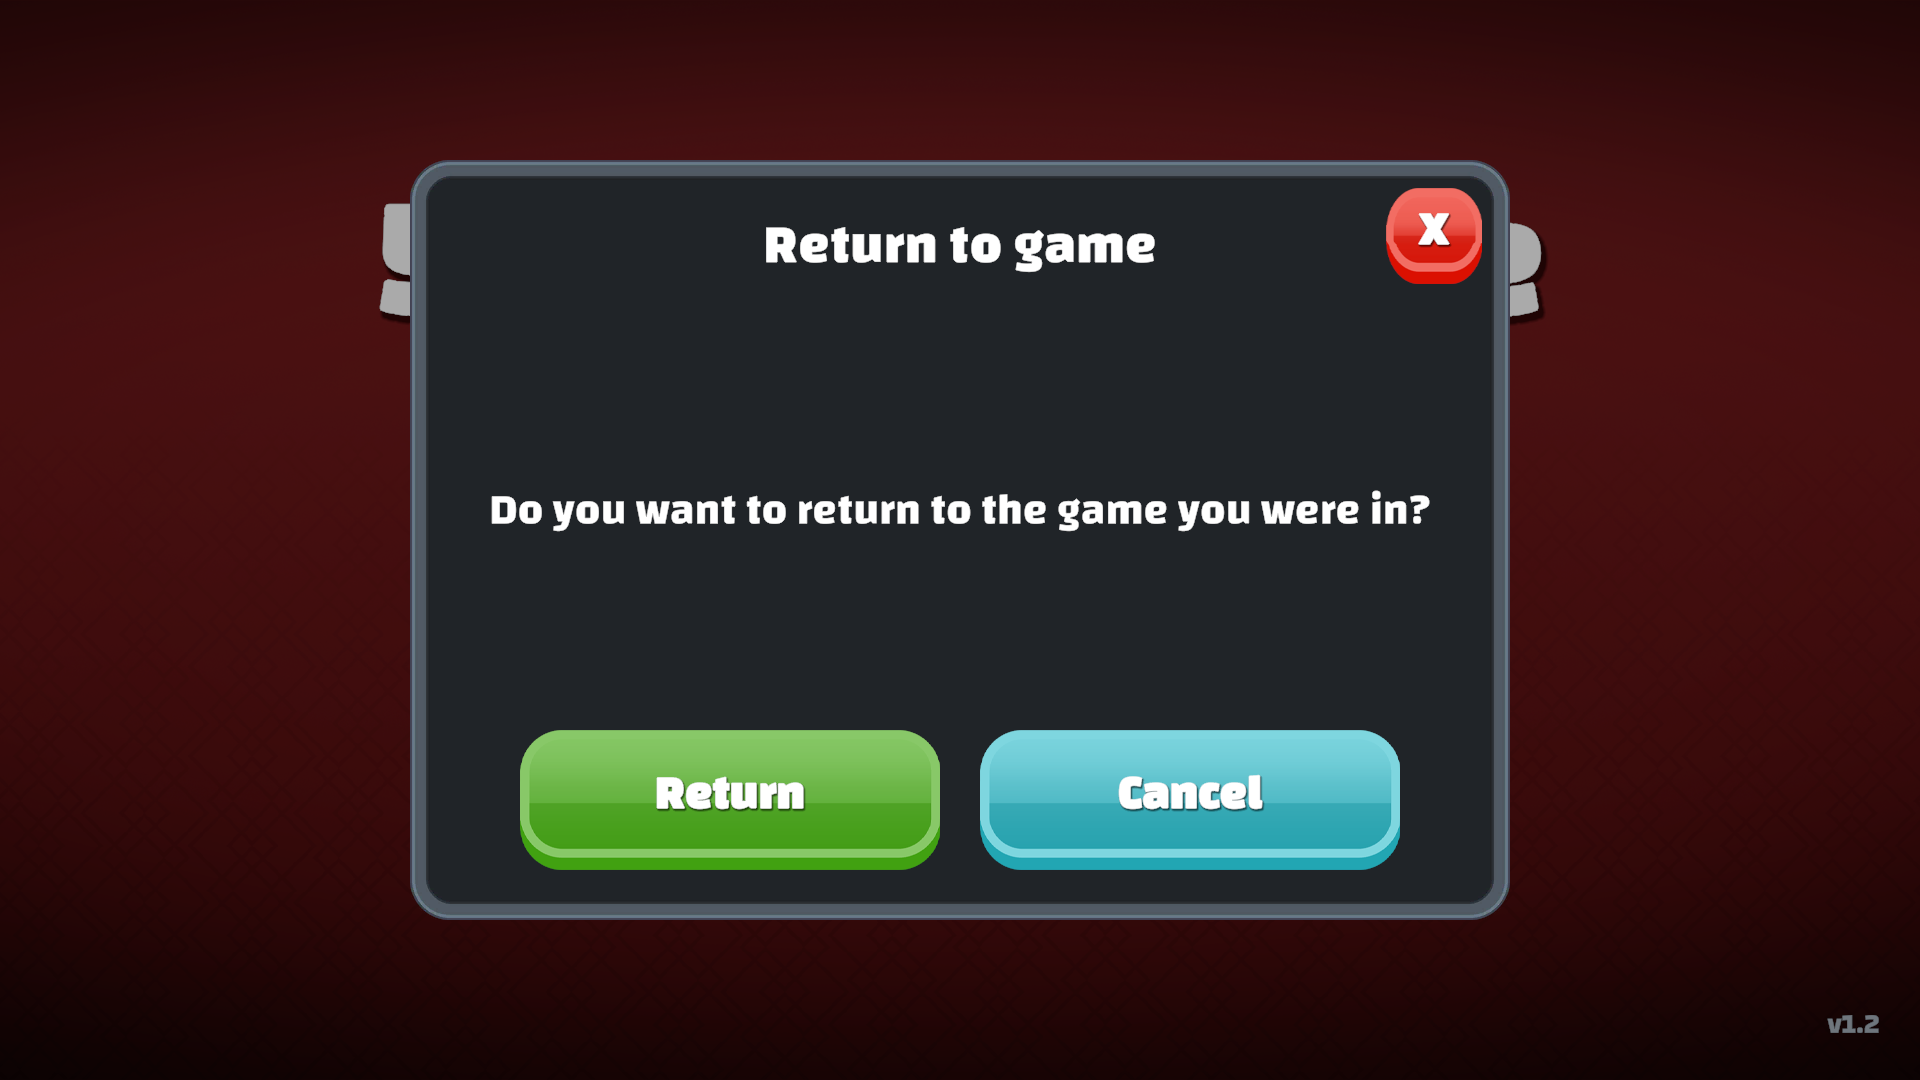 Return to game
X
Do you want to return to the game you were in?
Return
Cancel
v1.2